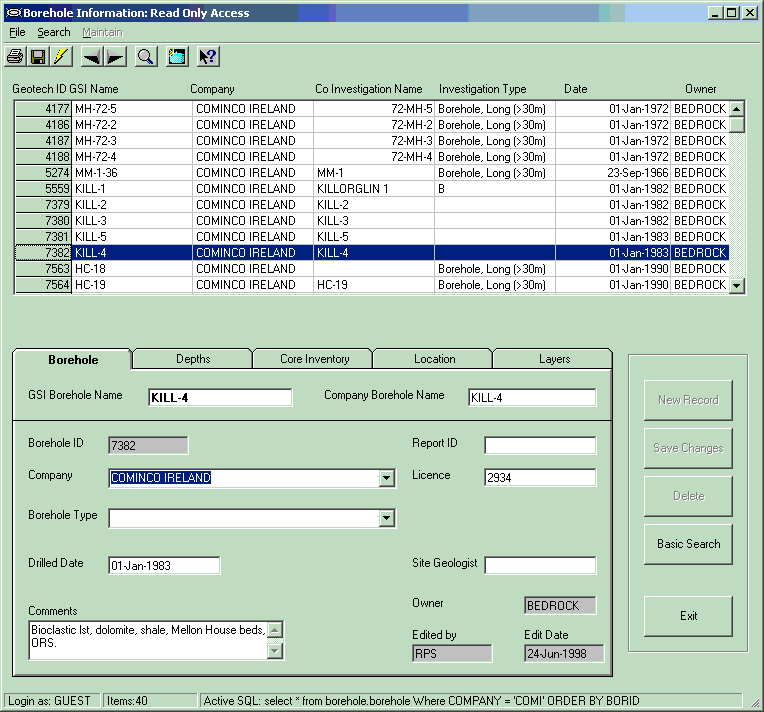 Borehole Information: Read Only Access
File Search Maintain
Geotech ID GSI Name Company Co Investigation Name Investigation Type Date Owner
4177 MH-72-5 COMINCO IRELAND 72-MH-5 Borehole, Long (>30m) 01-Jan-1972 BEDROCK
4186 MH-72-2 COMINCO IRELAND 72-MH-2 Borehole, Long (>30m) 01-Jan-1972 BEDROCK
4187 MH-72-3 COMINCO IRELAND 72-MH-3 Borehole, Long (>30m) 01-Jan-1972 BEDROCK
4188 MH-72-4 COMINCO IRELAND 72-MH-4 Borehole, Long (>30m) 01-Jan-1972 BEDROCK
5274 MM-1-36 COMINCO IRELAND MM-1 Borehole, Long (>30m) 23-Sep-1966 BEDROCK
5559 KILL-1 COMINCO IRELAND KILLORGLIN 1 B 01-Jan-1982 BEDROCK
7379 KILL-2 COMINCO IRELAND KILL-2 01-Jan-1982 BEDROCK
7380 KILL-3 COMINCO IRELAND KILL-3 01-Jan-1982 BEDROCK
7381 KILL-5 COMINCO IRELAND KILL-5 01-Jan-1983 BEDROCK
7382 KILL-4 COMINCO IRELAND KILL-4 01-Jan-1983 BEDROCK
7563 HC-18 COMINCO IRELAND Borehole, Long (>30m) 01-Jan-1990 BEDROCK
7564 HC-19 COMINCO IRELAND HC-19 Borehole, Long (>30m) 01-Jan-1990 BEDROCK
Borehole Depths Core Inventory Location Layers
GSI Borehole Name KILL-4 Company Borehole Name KILL-4
Borehole ID 7382 Report ID
Company COMINCO IRELAND Licence 2934
Borehole Type
Drilled Date 01-Jan-1983 Site Geologist
Owner BEDROCK
Comments
Bioclastic lst, dolomite, shale, Mellon House beds,
ORS.
Edited by Edit Date
RPS 24-Jun-1998
New Record
Save Changes
Delete
Basic Search
Exit
Login as: GUEST Items:40 Active SQL: select * from borehole.borehole Where COMPANY = 'COMI' ORDER BY BORID